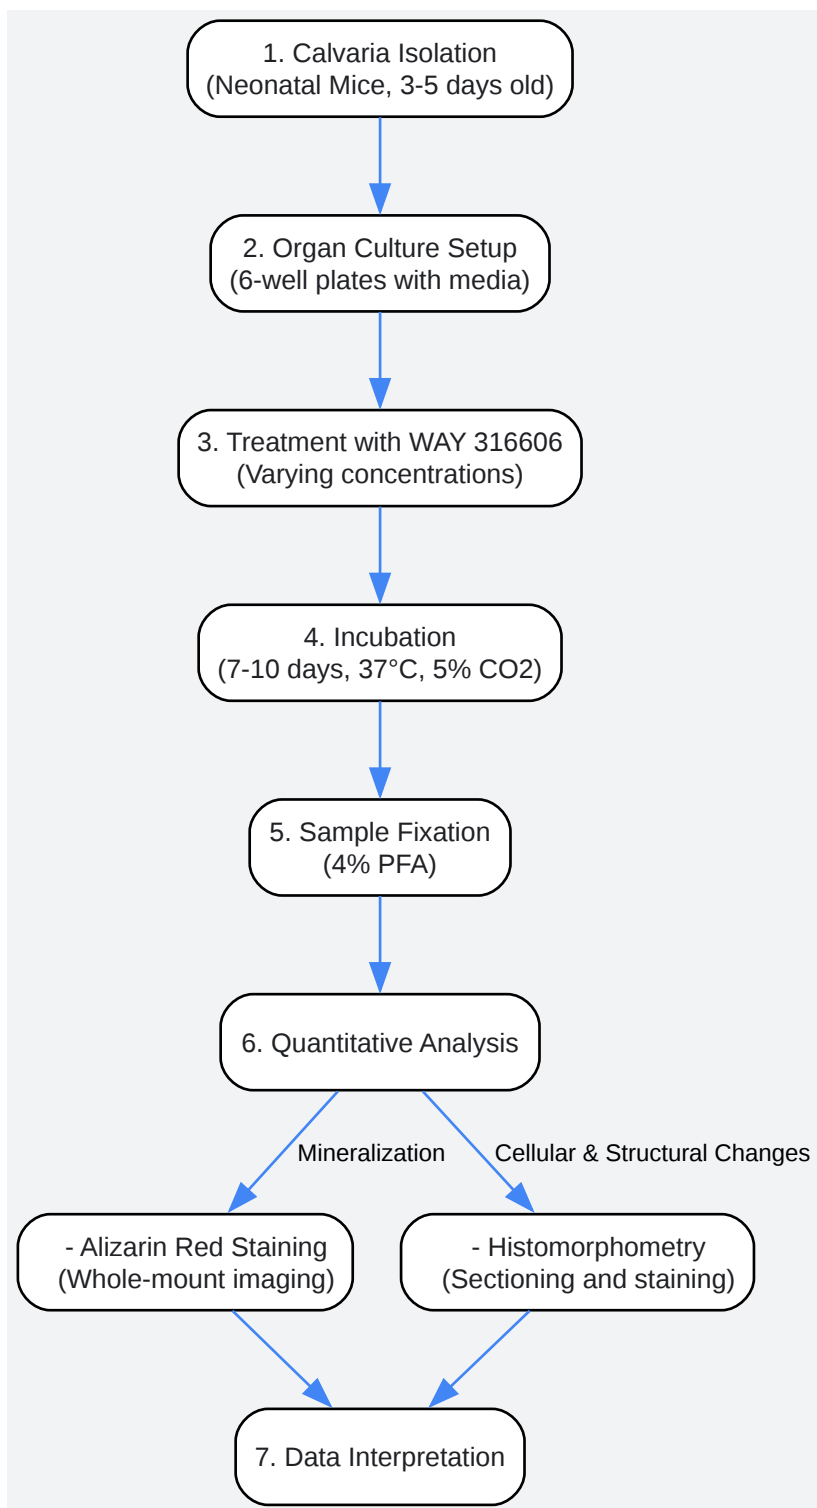 1. Calvaria Isolation
(Neonatal Mice, 3-5 days old)
2. Organ Culture Setup
(6-well plates with media)
3. Treatment with WAY 316606
(Varying concentrations)
4. Incubation
(7-10 days, 37°C, 5% CO2)
5. Sample Fixation
(4% PFA)
6. Quantitative Analysis
Mineralization
Cellular & Structural Changes
- Alizarin Red Staining
(Whole-mount imaging)
- Histomorphometry
(Sectioning and staining)
7. Data Interpretation